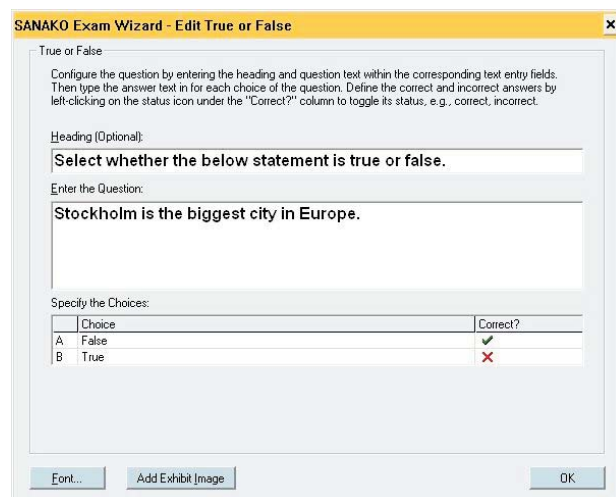 SANAKO Exam Wizard - Edit True or False
True or False
Configure the question by entering the heading and question text within the corresponding text entry fields.
Then type the answer text in for each choice of the question. Define the correct and incorrect answers by
left-clicking on the status icon under the "Correct?" column to toggle its status, e.g., correct, incorrect.
Heading (Optional):
Select whether the below statement is true or false.
Enter the Question:
Stockholm is the biggest city in Europe.
Specify the Choices:
Choice Correct?
A False
B True
Font... Add Exhibit Image OK